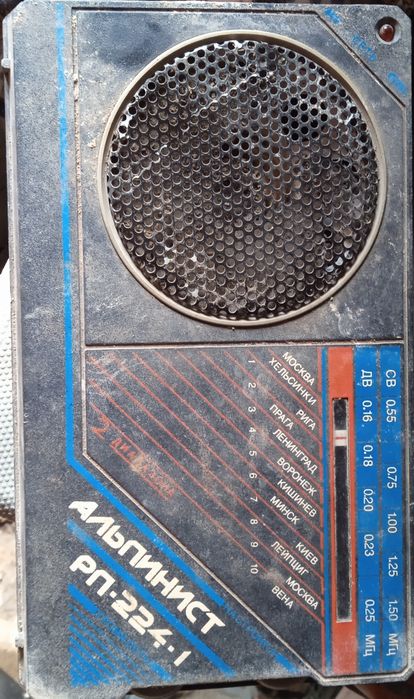 АЛЬПИНИСТ
РП-224-1
СВ 0.55 0.75 1.00 1.25 1.50 МГц
ДВ 0.16 0.18 0.20 0.23 0.25
МОСКВА
ХЕЛЬСИНКИ
РИГА
ПРАГА
ЛЕНИНГРАД
ВОРОНЕЖ
КИШИНЕВ
МИНСК
КИЕВ
ЛЕЙПЦИГ
МОСКВА
ВЕНА
1 2 3 4 5 6 7 8 9 10
2 ДИАПАЗОНА